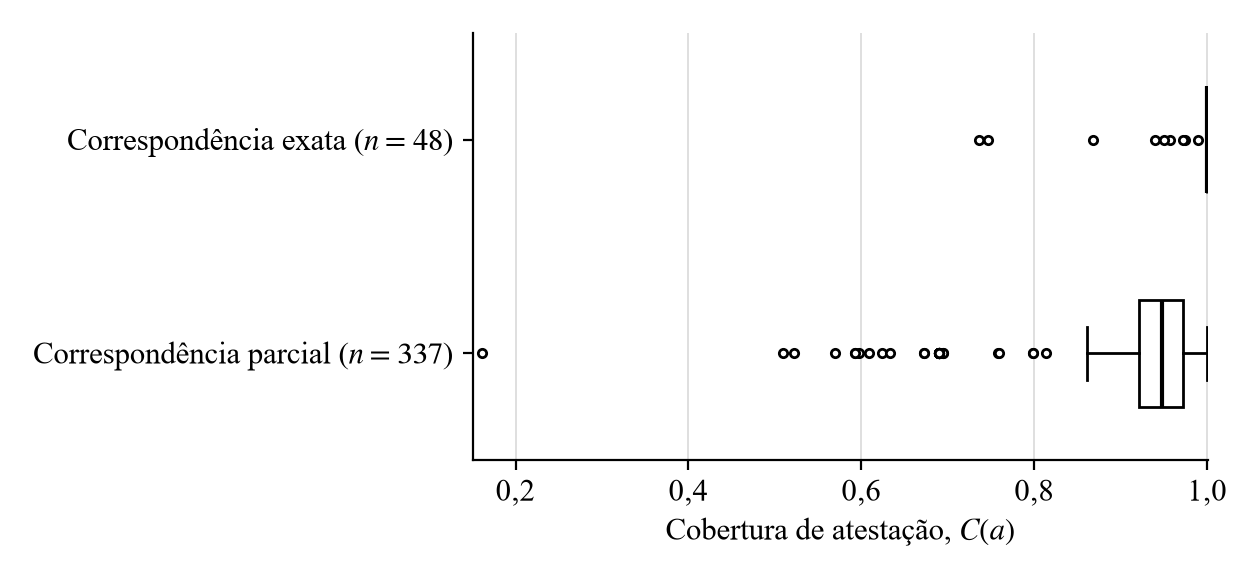 Correspondência exata (n = 48)
Correspondência parcial (n = 337)
0,2 0,4 0,6 0,8 1,0
Cobertura de atestação, C(a)